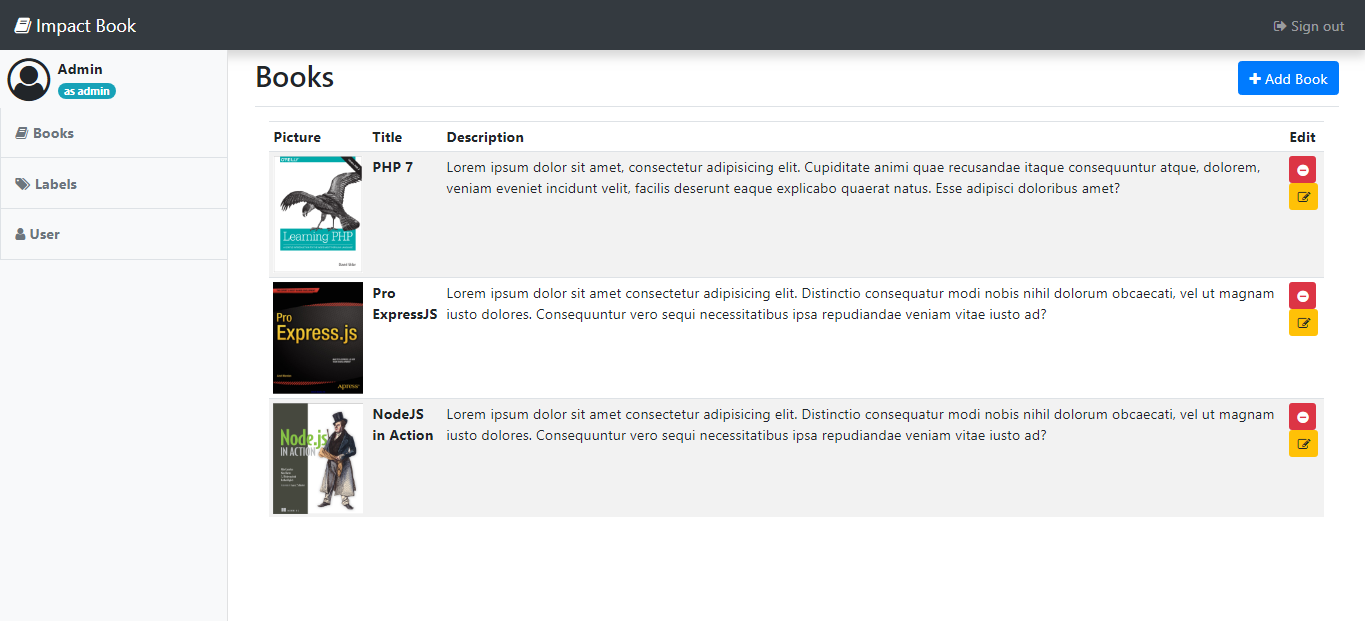 Impact Book
Sign out
Admin
as admin
Books
Labels
User
Books
Add Book
Picture Title Description Edit
O'REILLY
Learning PHP
PHP 7
Lorem ipsum dolor sit amet, consectetur adipisicing elit. Cupiditate animi quae recusandae itaque consequuntur atque, dolorem,
veniam eveniet incidunt velit, facilis deserunt eaque explicabo quaerat natus. Esse adipisci doloribus amet?
Pro
Express.js
Apress
Pro
ExpressJS
Lorem ipsum dolor sit amet consectetur adipisicing elit. Distinctio consequatur modi nobis nihil dolorum obcaecati, vel ut magnam
iusto dolores. Consequuntur vero sequi necessitatibus ipsa repudiandae veniam vitae iusto ad?
Node.js
IN ACTION
NodeJS
in Action
Lorem ipsum dolor sit amet consectetur adipisicing elit. Distinctio consequatur modi nobis nihil dolorum obcaecati, vel ut magnam
iusto dolores. Consequuntur vero sequi necessitatibus ipsa repudiandae veniam vitae iusto ad?